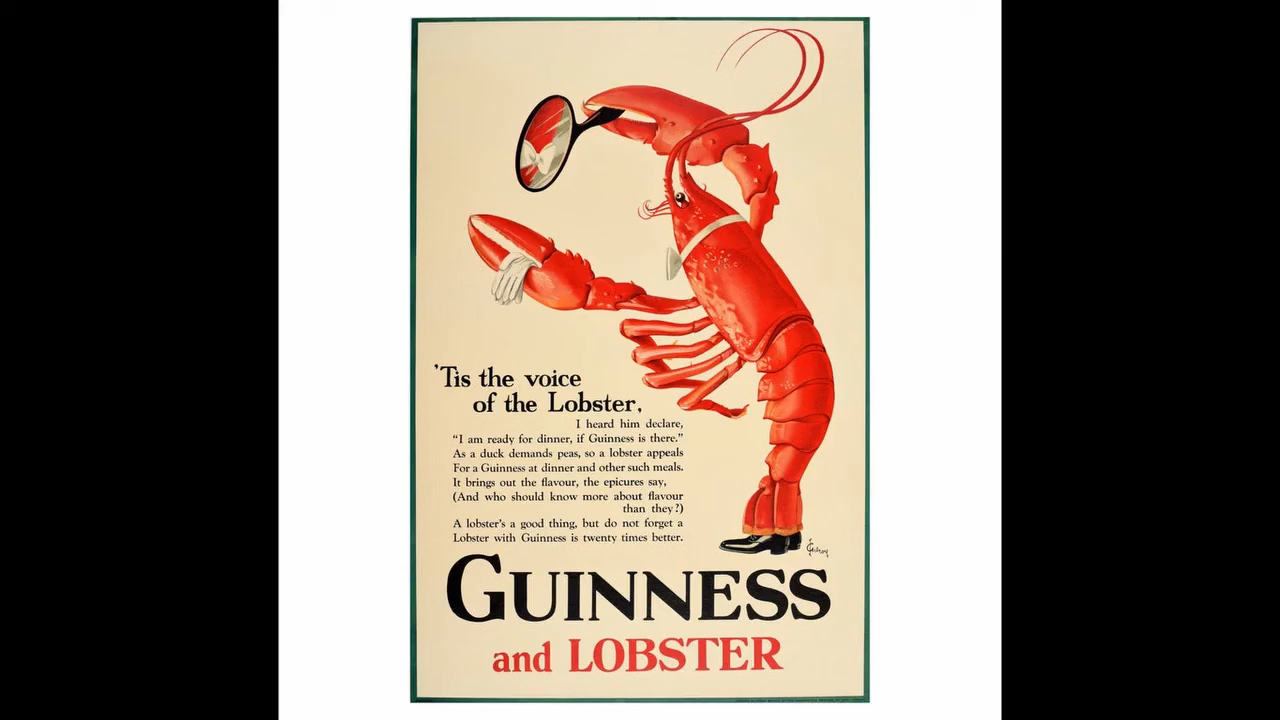 'Tis the voice
of the Lobster,
I heard him declare,
“I am ready for dinner, if Guinness is there.”
As a duck demands peas, so a lobster appeals
For a Guinness at dinner and other such meals.
It brings out the flavour, the epicures say,
(And who should know more about flavour
than they?)
A lobster's a good thing, but do not forget a
Lobster with Guinness is twenty times better.
Gilroy
GUINNESS
and LOBSTER